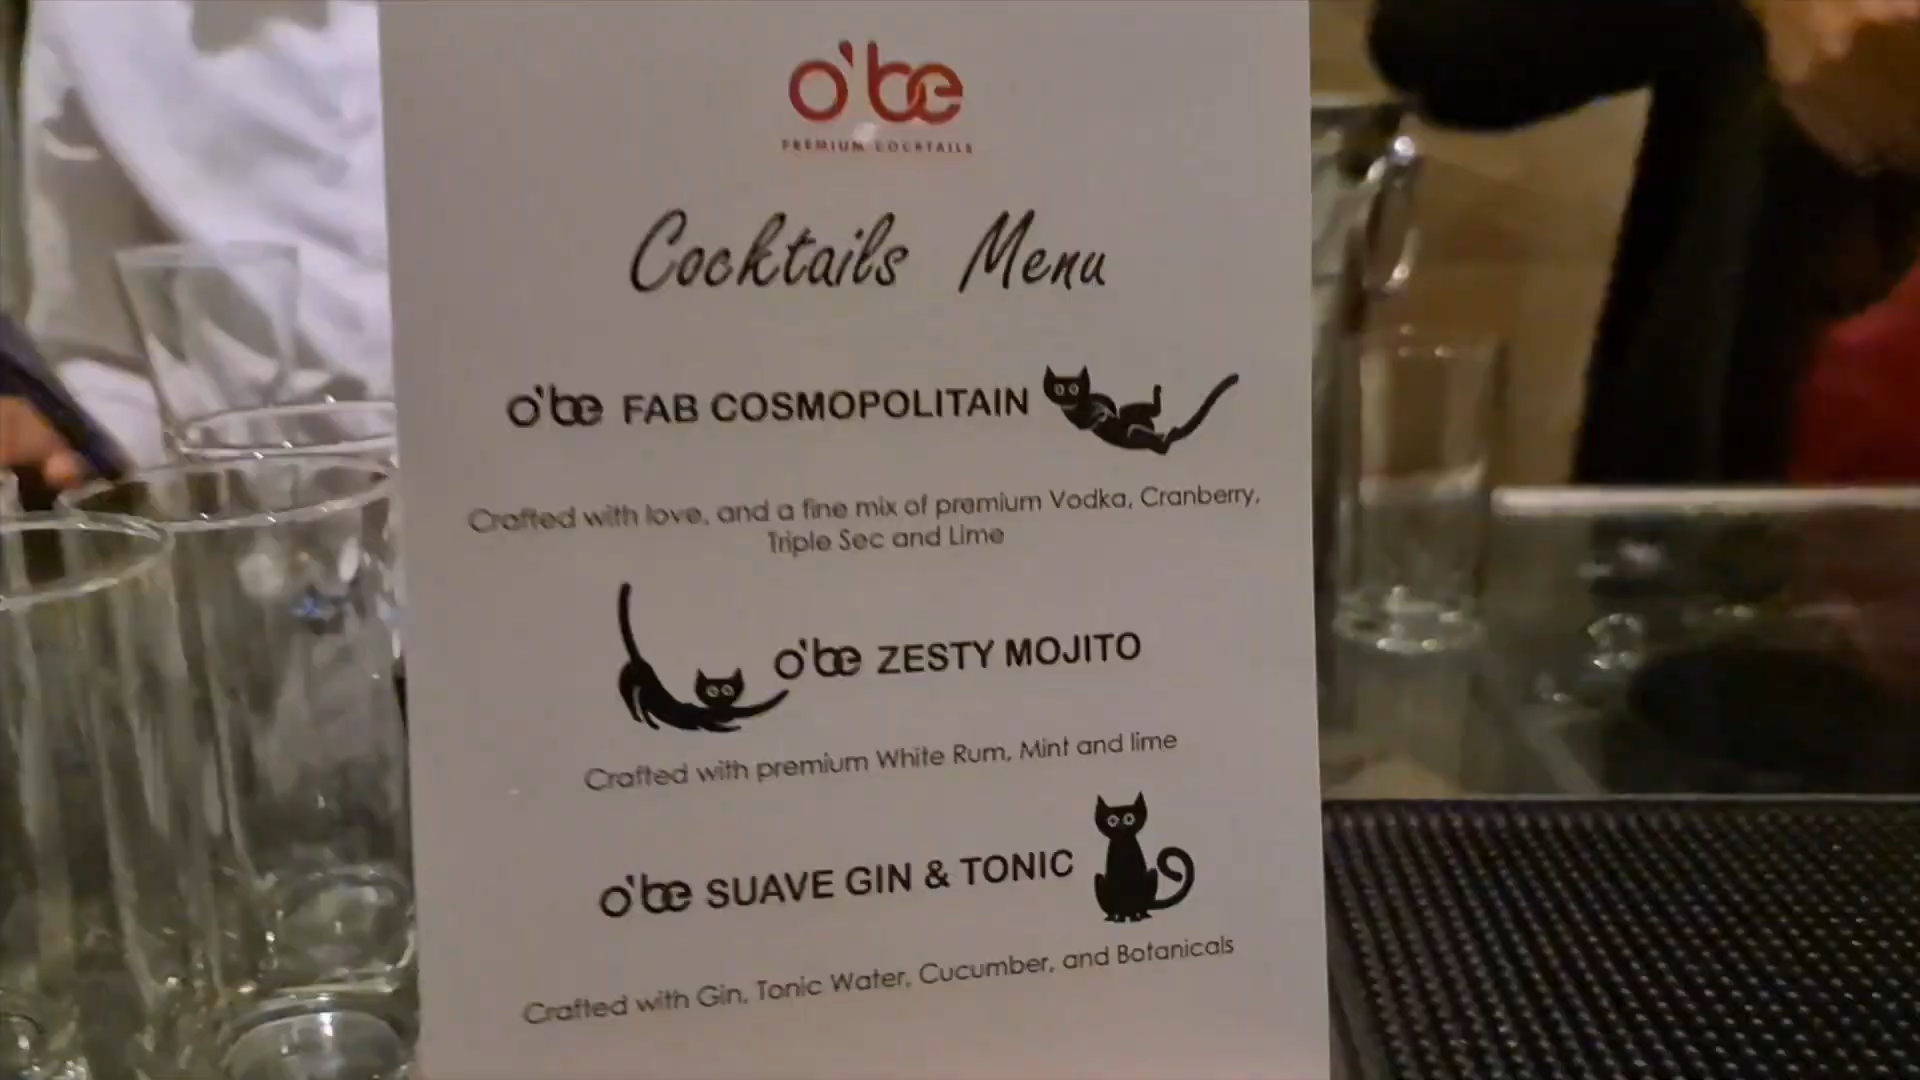 o'be
PREMIUM COCKTAILS
Cocktails Menu
o'be FAB COSMOPOLITAIN
Crafted with love, and a fine mix of premium Vodka, Cranberry,
Triple Sec and Lime
o'be ZESTY MOJITO
Crafted with premium White Rum, Mint and lime
o'be SUAVE GIN & TONIC
Crafted with Gin, Tonic Water, Cucumber, and Botanicals